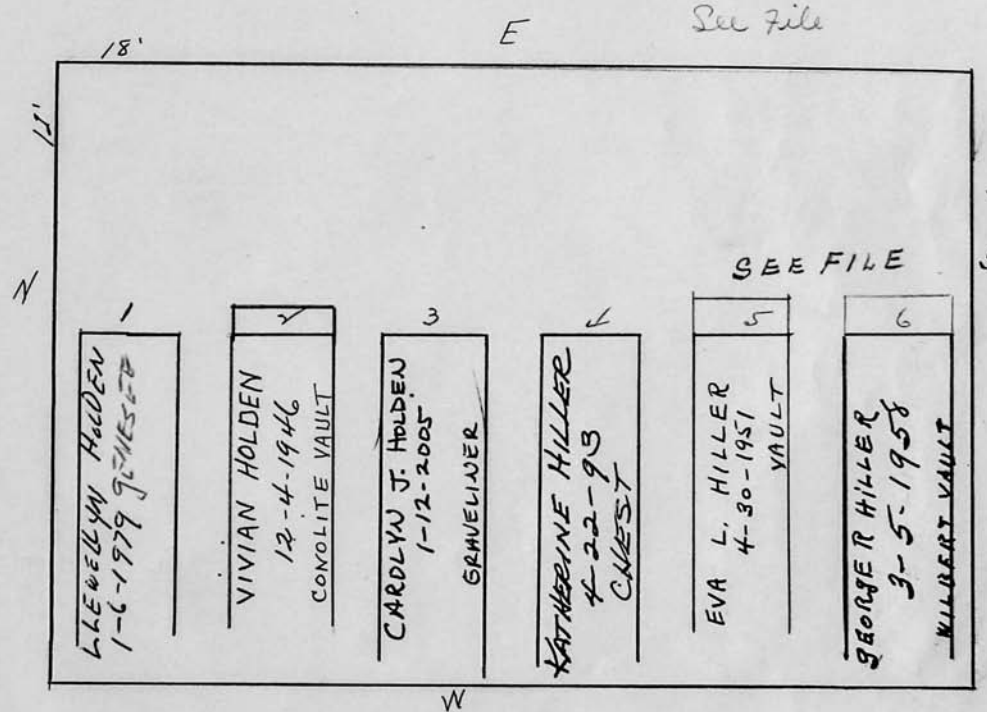 See File
E
18'
12'
N
SEE FILE
1
LLEWELLYN HOLDEN
1-6-1979
2
VIVIAN HOLDEN
12-4-1946
CONOLITE VAULT
3
CAROLYN J. HOLDEN
1-12-2005
GRAVELINER
4
KATHERINE HILLER
4-22-93
CHEST
5
EVA L. HILLER
4-30-1951
VAULT
6
GEORGE R HILLER
3-5-1958
WILBERT VAULT
W